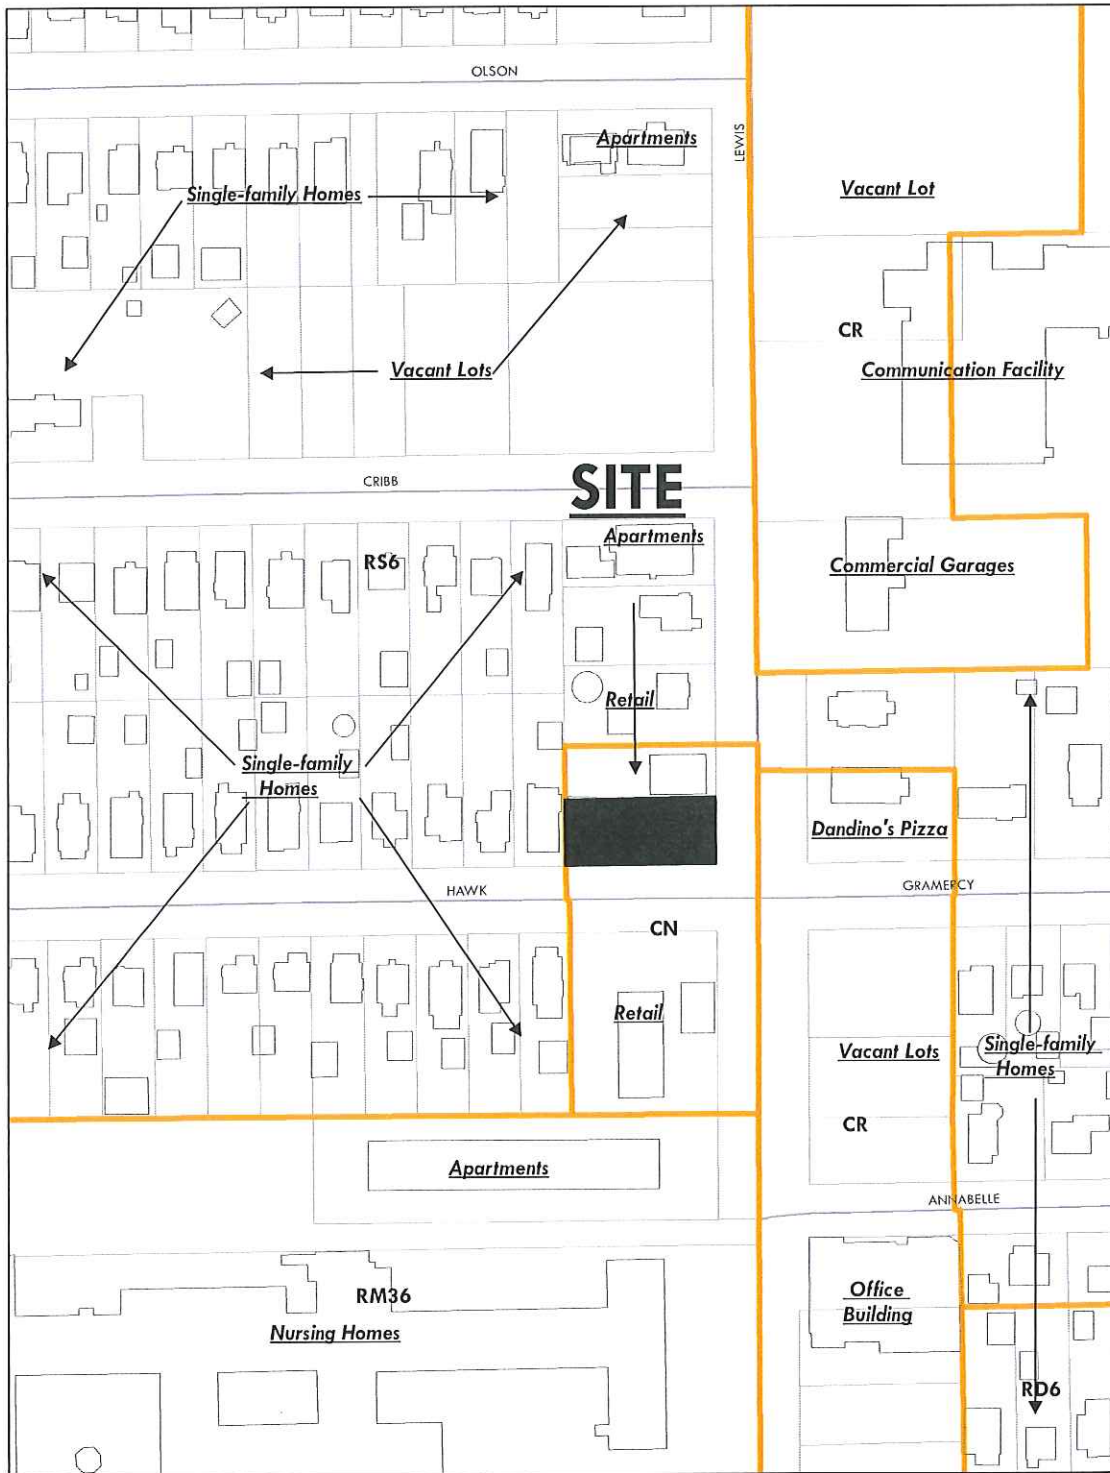 OLSON
LEWIS
Apartments
Single-family Homes
Vacant Lot
CR
Vacant Lots
Communication Facility
CRIBB
SITE
Apartments
RS6
Commercial Garages
Retail
Single-family
Homes
Dandino's Pizza
HAWK
GRAMERCY
CN
Retail
Vacant Lots
Single-family
Homes
CR
Apartments
ANNABELLE
RM36
Nursing Homes
Office
Building
RD6